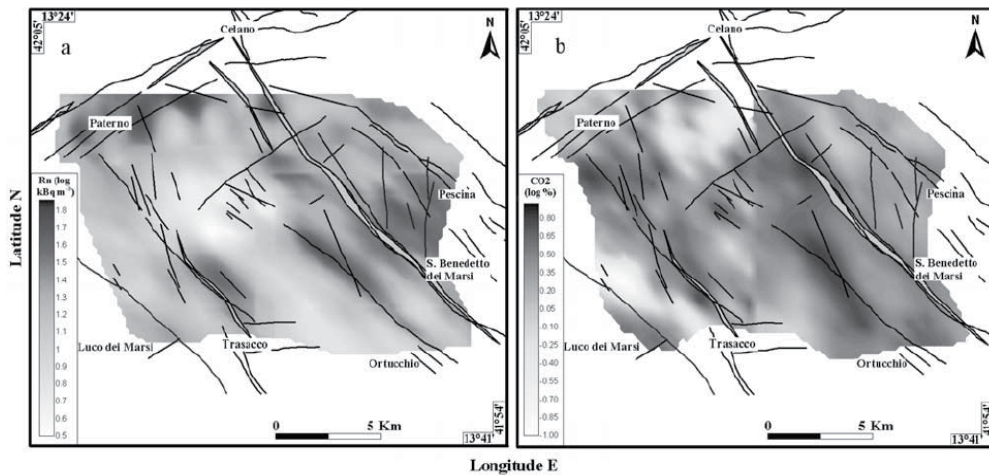 13°24'
42°05'
a
N
Celano
Paterno
Rn (log
kBq m⁻³)
1.8
1.7
1.6
1.5
1.4
1.3
1.2
1.1
1
0.9
0.8
0.7
0.6
0.5
Pescina
S. Benedetto
dei Marsi
Luco dei Marsi
Trasacco
Ortucchio
0
5 Km
13°41'
41°54'
13°24'
42°05'
b
N
Celano
Paterno
CO2
(log %)
0.80
0.65
0.50
0.35
0.20
0.05
-0.10
-0.25
-0.40
-0.55
-0.70
-0.85
-1.00
Pescina
S. Benedetto
dei Marsi
Luco dei Marsi
Trasacco
Ortucchio
0
5 Km
13°41'
41°54'
Latitude N
Longitude E